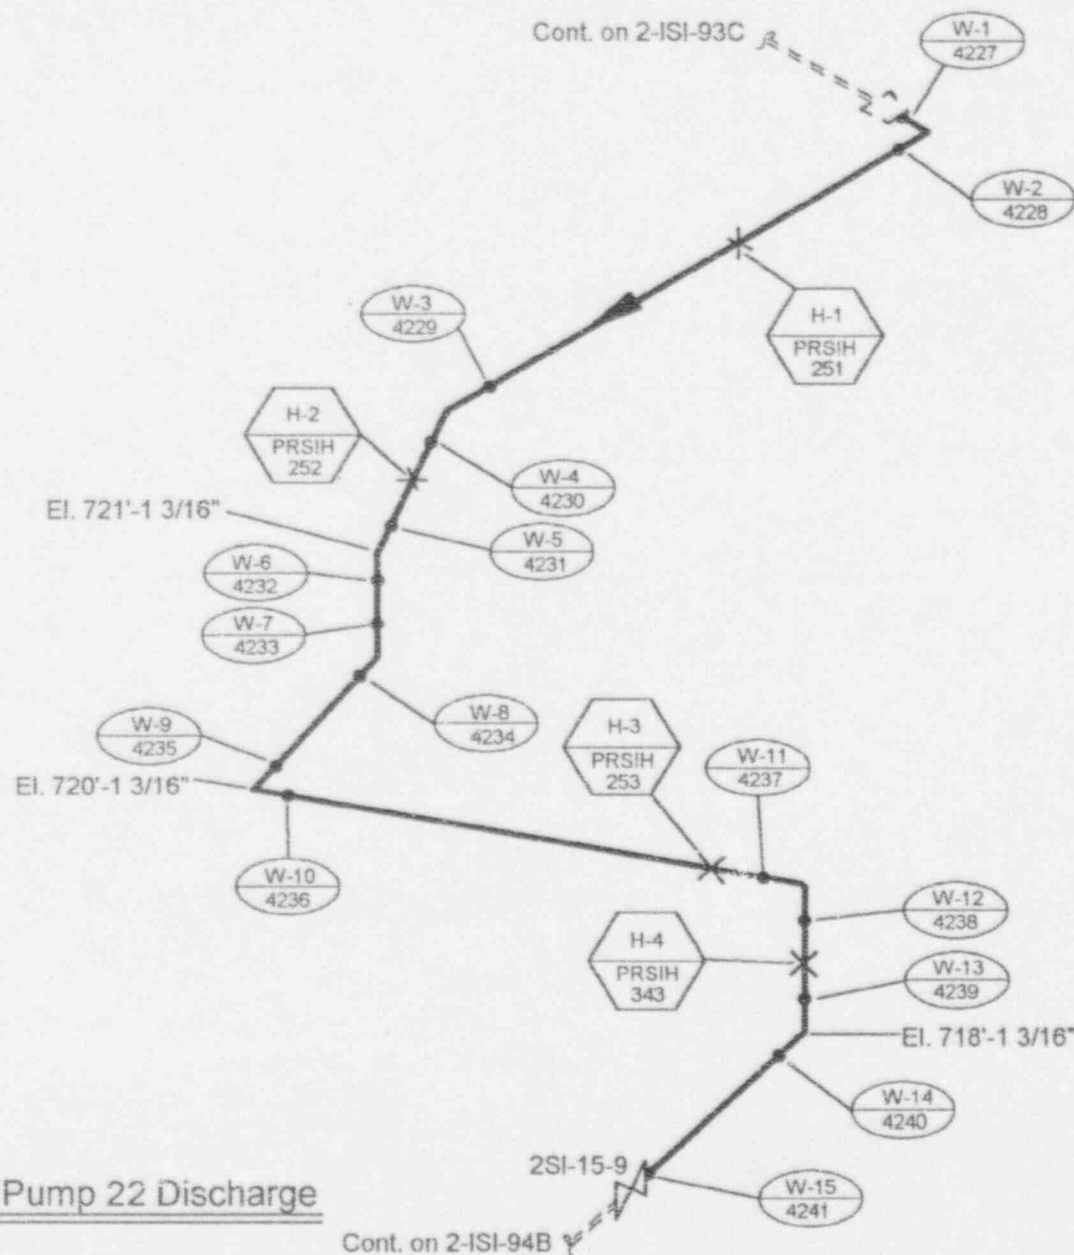 Cont. on 2-ISI-93C
W-1
4227
W-2
4228
H-1
PRSIH
251
W-3
4229
H-2
PRSIH
252
W-4
4230
El. 721'-1 3/16"
W-5
4231
W-6
4232
W-7
4233
W-8
4234
W-9
4235
El. 720'-1 3/16"
H-3
PRSIH
253
W-11
4237
W-10
4236
W-12
4238
H-4
PRSIH
343
W-13
4239
El. 718'-1 3/16"
W-14
4240
2SI-15-9
W-15
4241
Pump 22 Discharge
Cont. on 2-ISI-94B